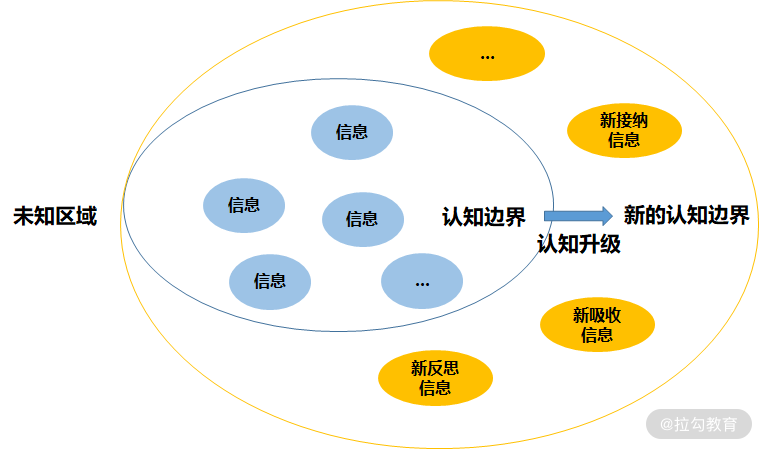 ...
新接纳
信息
信息
信息
信息
未知区域
认知边界
新的认知边界
认知升级
信息
...
新吸收
信息
新反思
信息
@拉勾教育